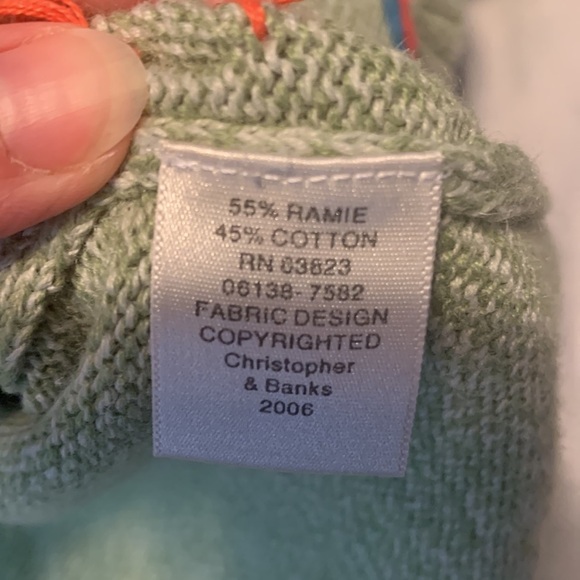 55% RAMIE
45% COTTON
RN 63823
06138-7582
FABRIC DESIGN
COPYRIGHTED
Christopher
& Banks
2006